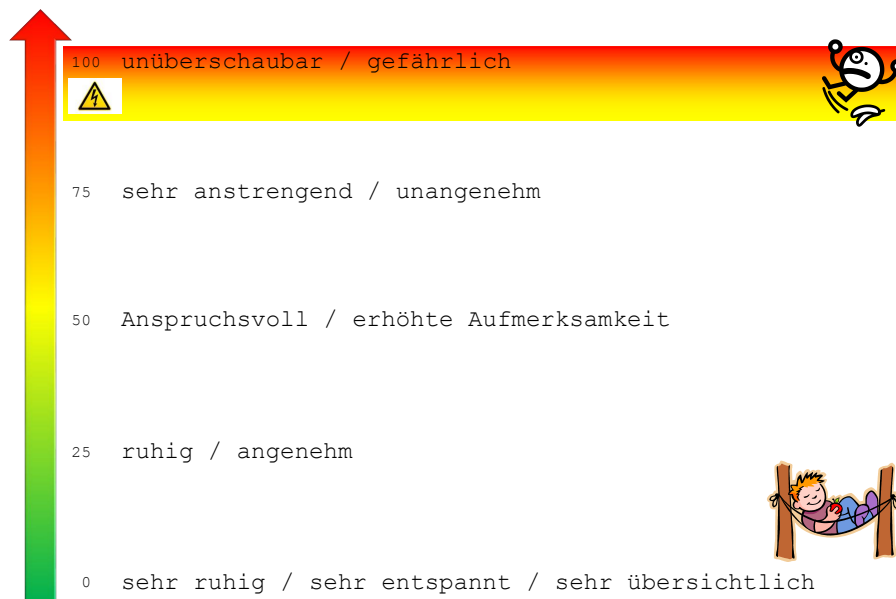 100 unüberschaubar / gefährlich
75 sehr anstrengend / unangenehm
50 Anspruchsvoll / erhöhte Aufmerksamkeit
25 ruhig / angenehm
0 sehr ruhig / sehr entspannt / sehr übersichtlich